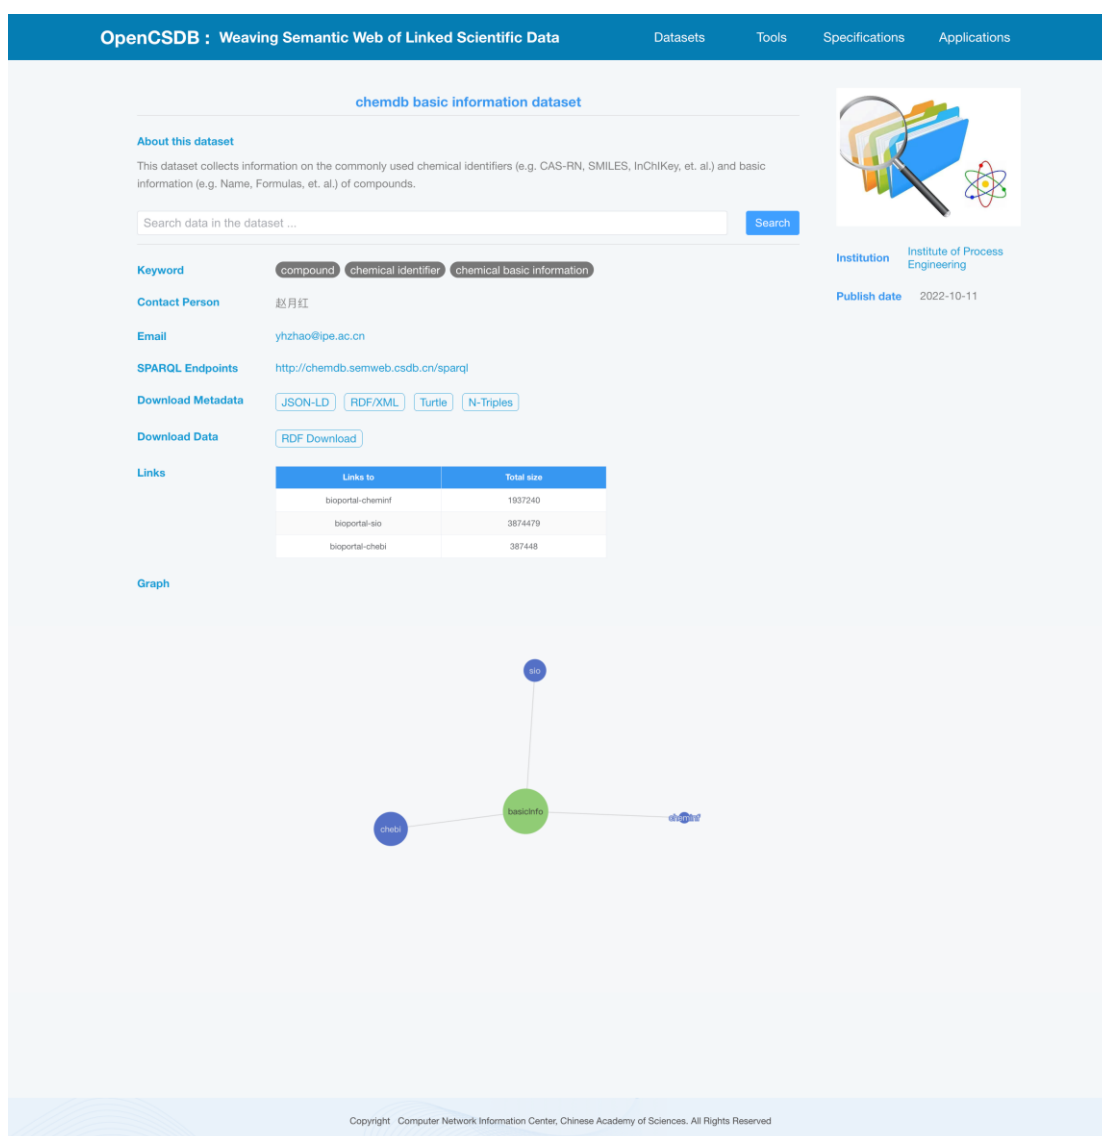 OpenCSDB : Weaving Semantic Web of Linked Scientific Data Datasets Tools Specifications Applications
chemdb basic information dataset
About this dataset
This dataset collects information on the commonly used chemical identifiers (e.g. CAS-RN, SMILES, InChIKey, et. al.) and basic
information (e.g. Name, Formulas, et. al.) of compounds.
Search data in the dataset ... Search
Keyword compound chemical identifier chemical basic information
Contact Person 赵月红
Email yhzhao@ipe.ac.cn
SPARQL Endpoints http://chemdb.semweb.csdb.cn/sparql
Download Metadata JSON-LD RDF/XML Turtle N-Triples
Download Data RDF Download
Links
Links to Total size
bioportal-cheminf 1937240
bioportal-sio 3874479
bioportal-chebi 387448
Institution Institute of Process
Engineering
Publish date 2022-10-11
Graph
sio
basicInfo
cheminf
chebi
Copyright Computer Network Information Center, Chinese Academy of Sciences. All Rights Reserved